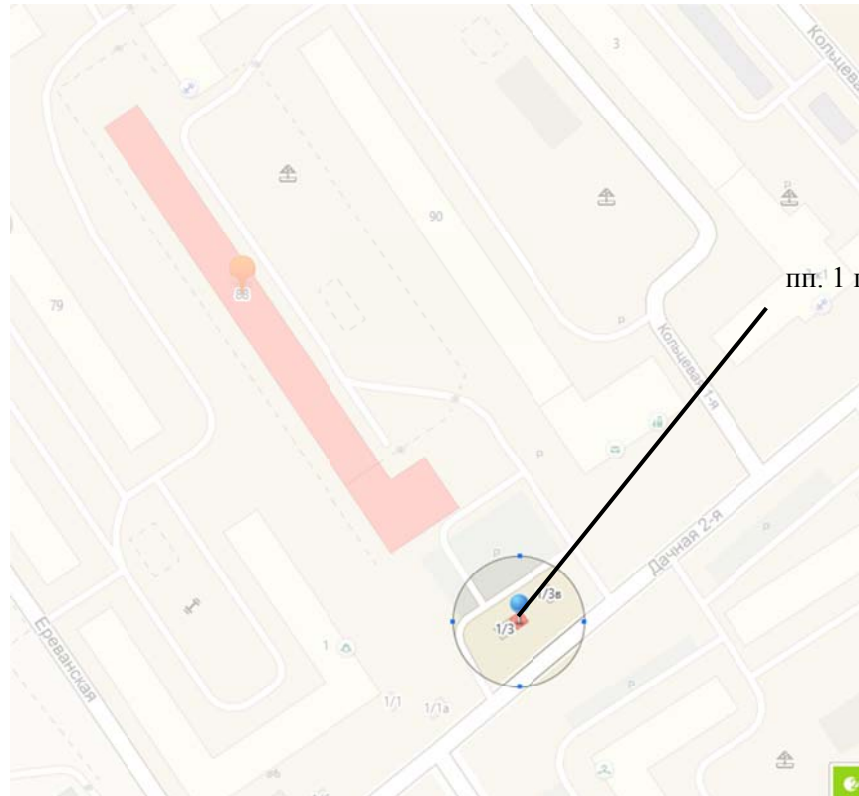 Кольцева
3
90
79
88
пп. 1 п
P
P
Кольцевая 1-я
P
P
Дачная 2-я
P
1/3в
1/3
1
Ереванская
1/1
1/1а
P